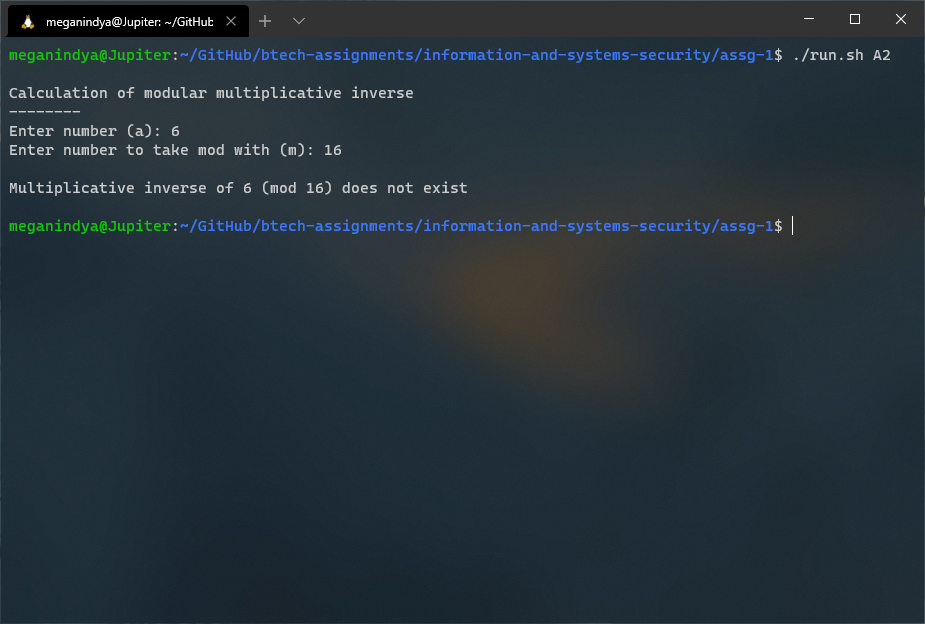 meganindya@Jupiter: ~/GitHub
meganindya@Jupiter:~/GitHub/btech-assignments/information-and-systems-security/assg-1$ ./run.sh A2
Calculation of modular multiplicative inverse
--------
Enter number (a): 6
Enter number to take mod with (m): 16
Multiplicative inverse of 6 (mod 16) does not exist
meganindya@Jupiter:~/GitHub/btech-assignments/information-and-systems-security/assg-1$